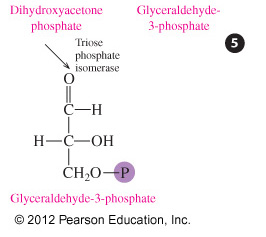 Dihydroxyacetone
phosphate
Glyceraldehyde-
3-phosphate
5
Triose
phosphate
isomerase
O
C—H
H—C—OH
CH₂O—P
Glyceraldehyde-3-phosphate
© 2012 Pearson Education, Inc.